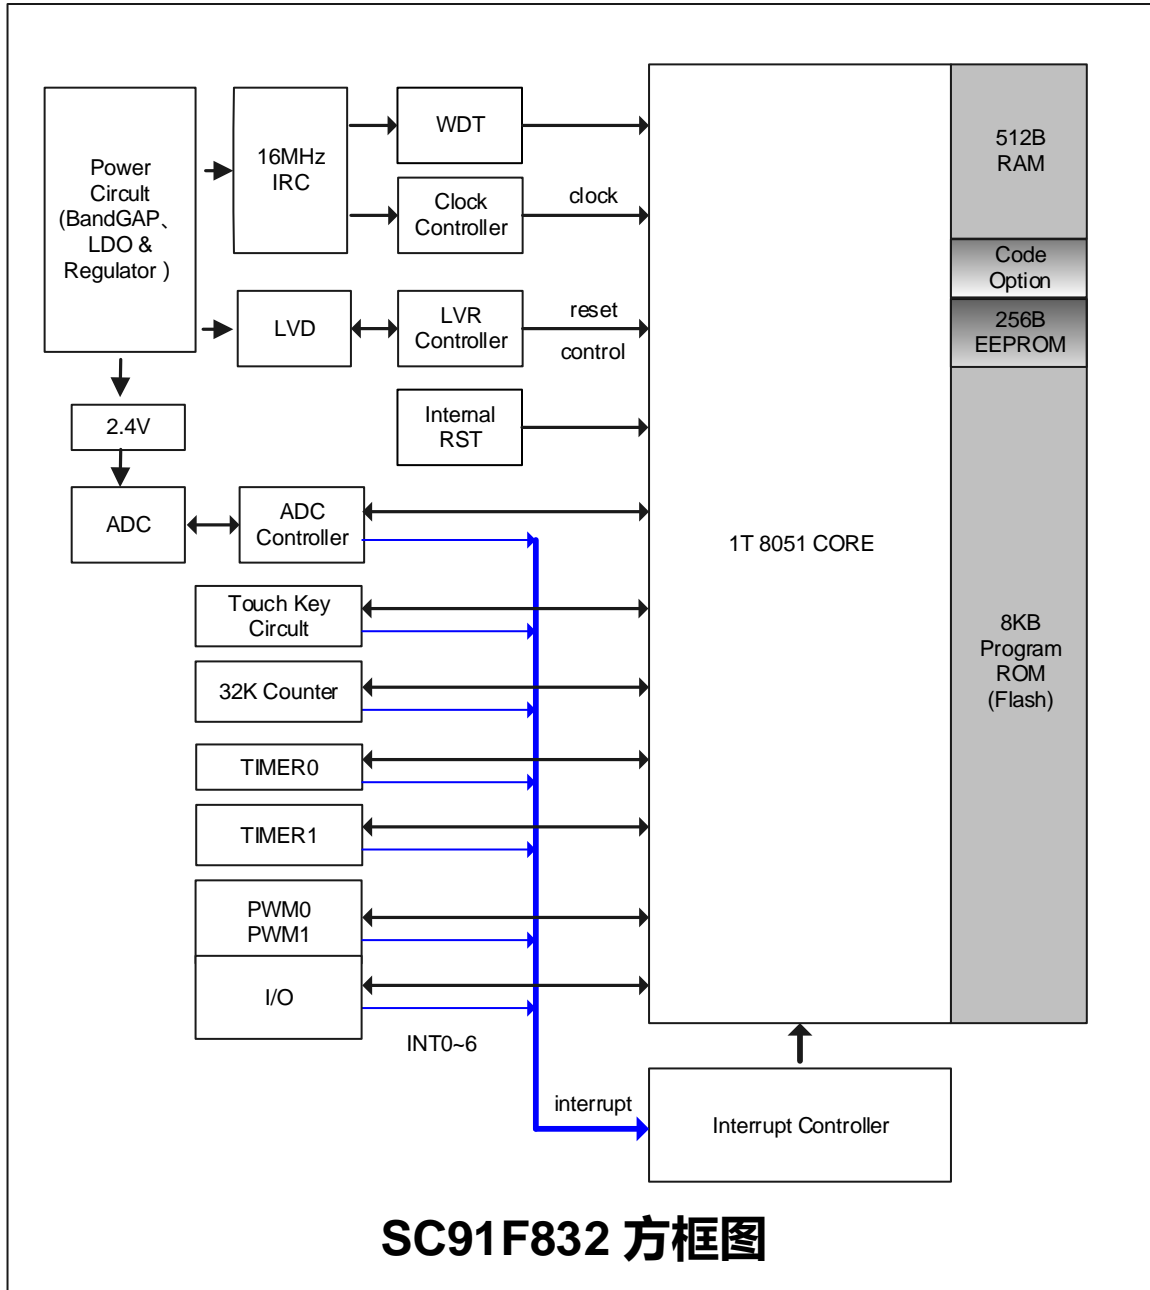 Power
Circult
(BandGAP、
LDO &
Regulator )
16MHz
IRC
WDT
Clock
Controller
clock
LVD
LVR
Controller
reset
control
2.4V
Internal
RST
ADC
ADC
Controller
Touch Key
Circult
32K Counter
TIMER0
TIMER1
PWM0
PWM1
I/O
INT0~6
interrupt
1T 8051 CORE
512B
RAM
Code
Option
256B
EEPROM
8KB
Program
ROM
(Flash)
Interrupt Controller
SC91F832 方框图